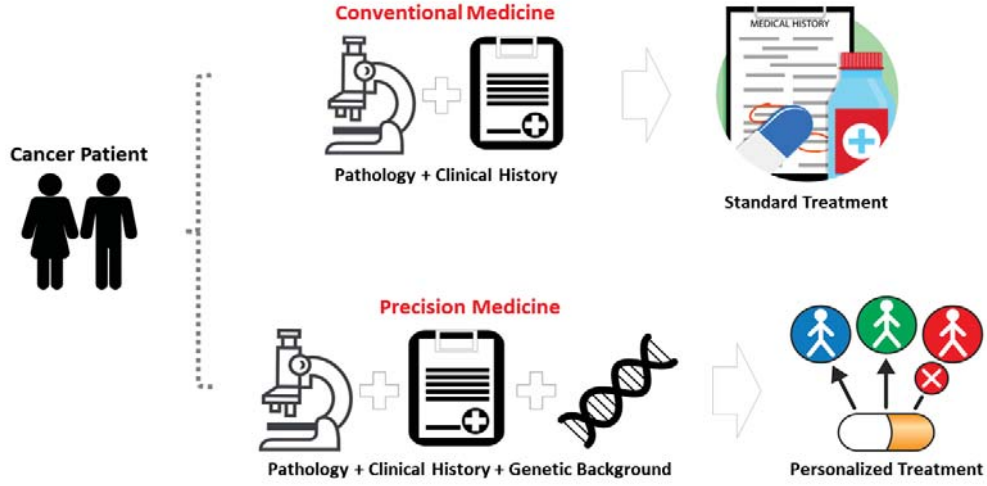 Conventional Medicine
MEDICAL HISTORY
Cancer Patient
Pathology + Clinical History
Standard Treatment
Precision Medicine
Pathology + Clinical History + Genetic Background
Personalized Treatment